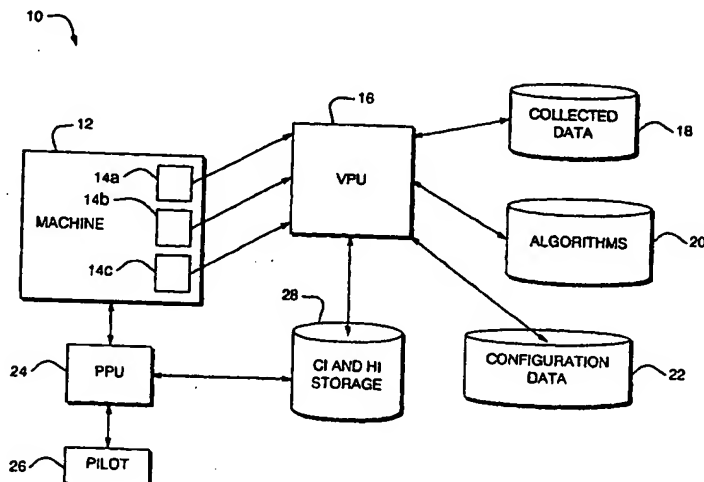 10
12
16
COLLECTED
DATA
18
14a
14b
MACHINE
14c
VPU
ALGORITHMS
20
28
24
PPU
CI AND HI
STORAGE
CONFIGURATION
DATA
22
26
PILOT